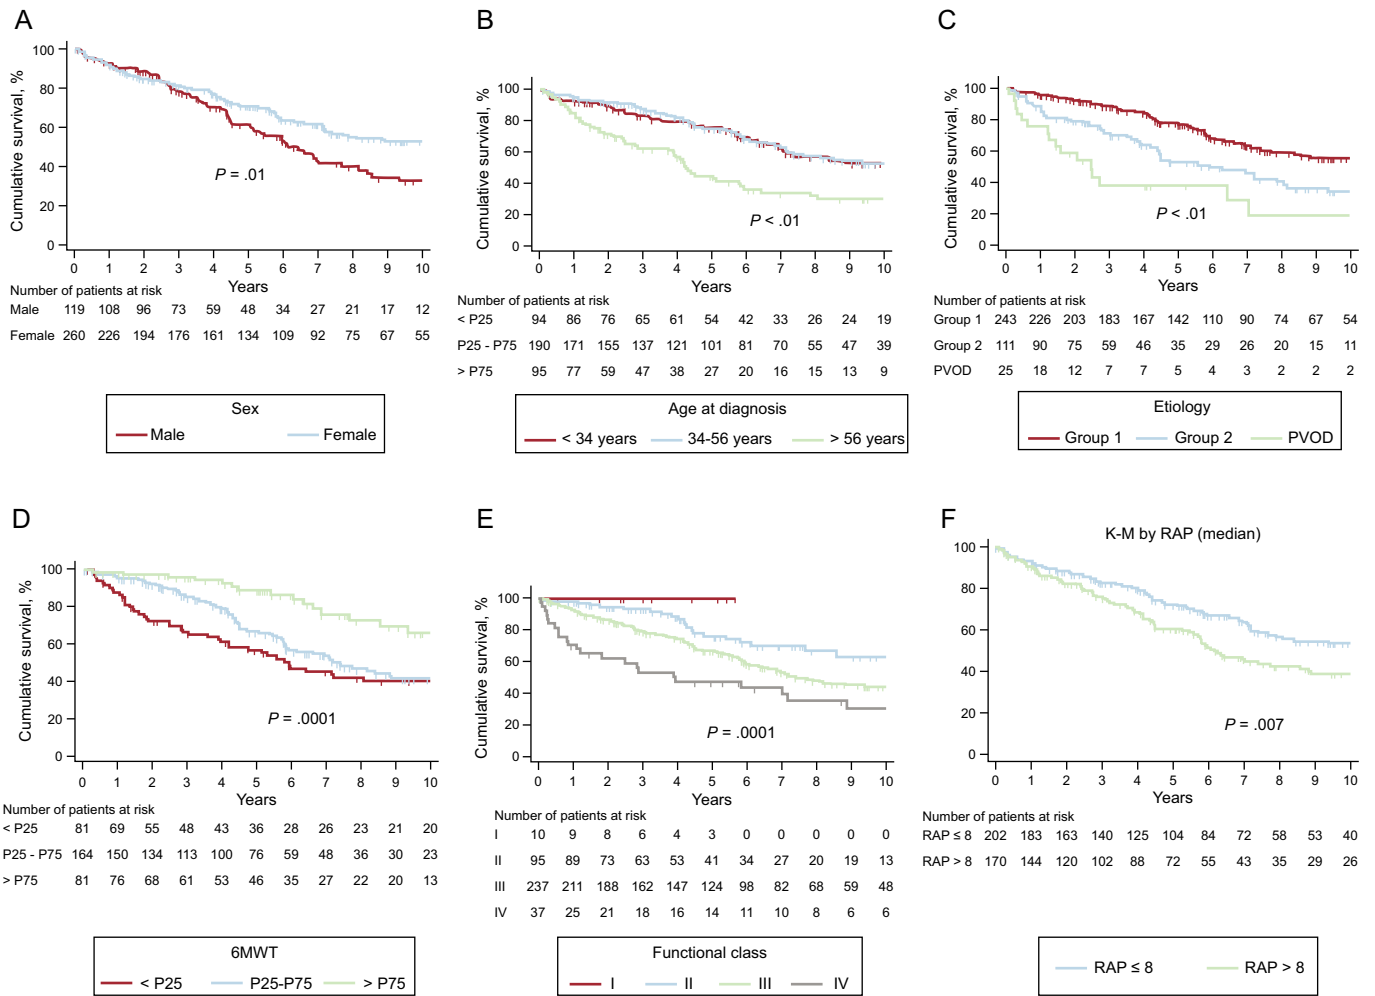 A
Cumulative survival, %
100
80
60
40
20
0
P = .01
0 1 2 3 4 5 6 7 8 9 10
Years
Number of patients at risk
Male 119 108 96 73 59 48 34 27 21 17 12
Female 260 226 194 176 161 134 109 92 75 67 55
Sex
Male Female
B
Cumulative survival, %
100
80
60
40
20
0
P < .01
0 1 2 3 4 5 6 7 8 9 10
Years
Number of patients at risk
< P25 94 86 76 65 61 54 42 33 26 24 19
P25 - P75 190 171 155 137 121 101 81 70 55 47 39
> P75 95 77 59 47 38 27 20 16 15 13 9
Age at diagnosis
< 34 years 34-56 years > 56 years
C
Cumulative survival, %
100
80
60
40
20
0
P < .01
0 1 2 3 4 5 6 7 8 9 10
Years
Number of patients at risk
Group 1 243 226 203 183 167 142 110 90 74 67 54
Group 2 111 90 75 59 46 35 29 26 20 15 11
PVOD 25 18 12 7 7 5 4 3 2 2 2
Etiology
Group 1 Group 2 PVOD
D
Cumulative survival, %
100
80
60
40
20
0
P = .0001
0 1 2 3 4 5 6 7 8 9 10
Years
Number of patients at risk
< P25 81 69 55 48 43 36 28 26 23 21 20
P25 - P75 164 150 134 113 100 76 59 48 36 30 23
> P75 81 76 68 61 53 46 35 27 22 20 13
6MWT
< P25 P25-P75 > P75
E
Cumulative survival, %
100
80
60
40
20
0
P = .0001
0 1 2 3 4 5 6 7 8 9 10
Years
Number of patients at risk
I 10 9 8 6 4 3 0 0 0 0 0
II 95 89 73 63 53 41 34 27 20 19 13
III 237 211 188 162 147 124 98 82 68 59 48
IV 37 25 21 18 16 14 11 10 8 6 6
Functional class
I II III IV
F
K-M by RAP (median)
100
80
60
40
20
0
P = .007
0 1 2 3 4 5 6 7 8 9 10
Years
Number of patients at risk
RAP ≤ 8 202 183 163 140 125 104 84 72 58 53 40
RAP > 8 170 144 120 102 88 72 55 43 35 29 26
RAP ≤ 8 RAP > 8